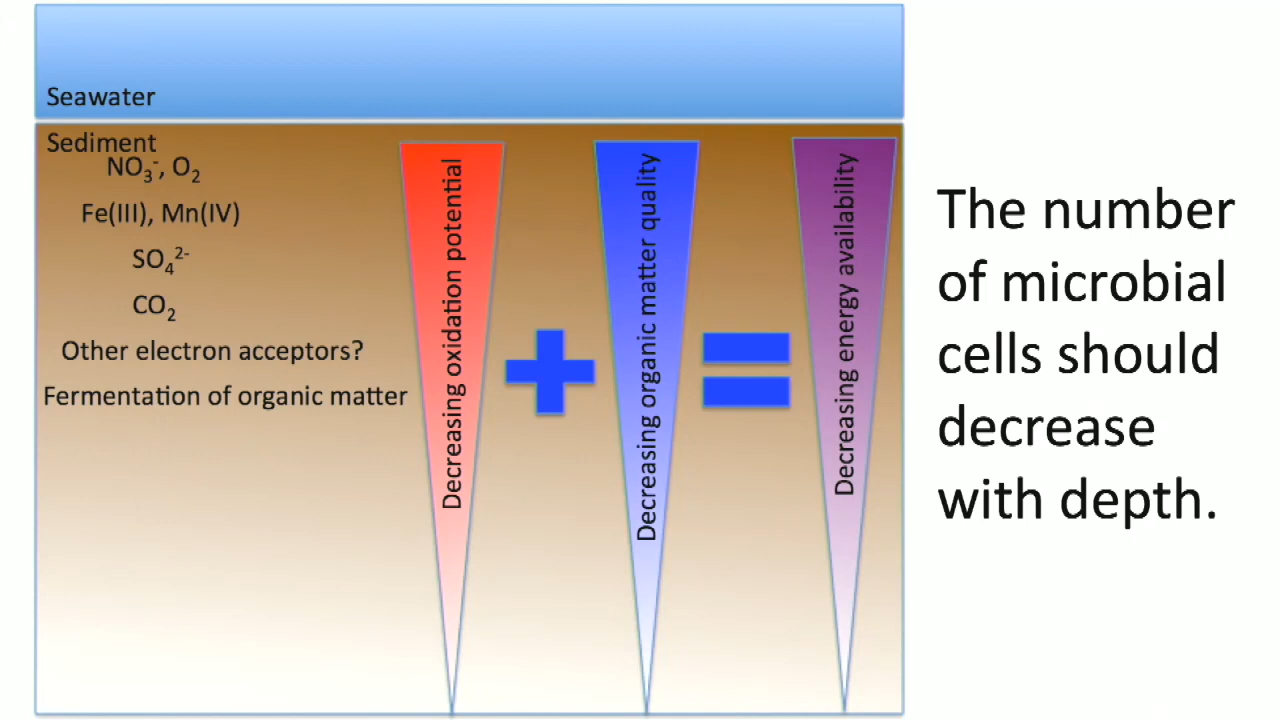 Seawater
Sediment
NO₃⁻, O₂
Fe(III), Mn(IV)
SO₄²⁻
CO₂
Other electron acceptors?
Fermentation of organic matter
Decreasing oxidation potential
Decreasing organic matter quality
Decreasing energy availability
The number
of microbial
cells should
decrease
with depth.